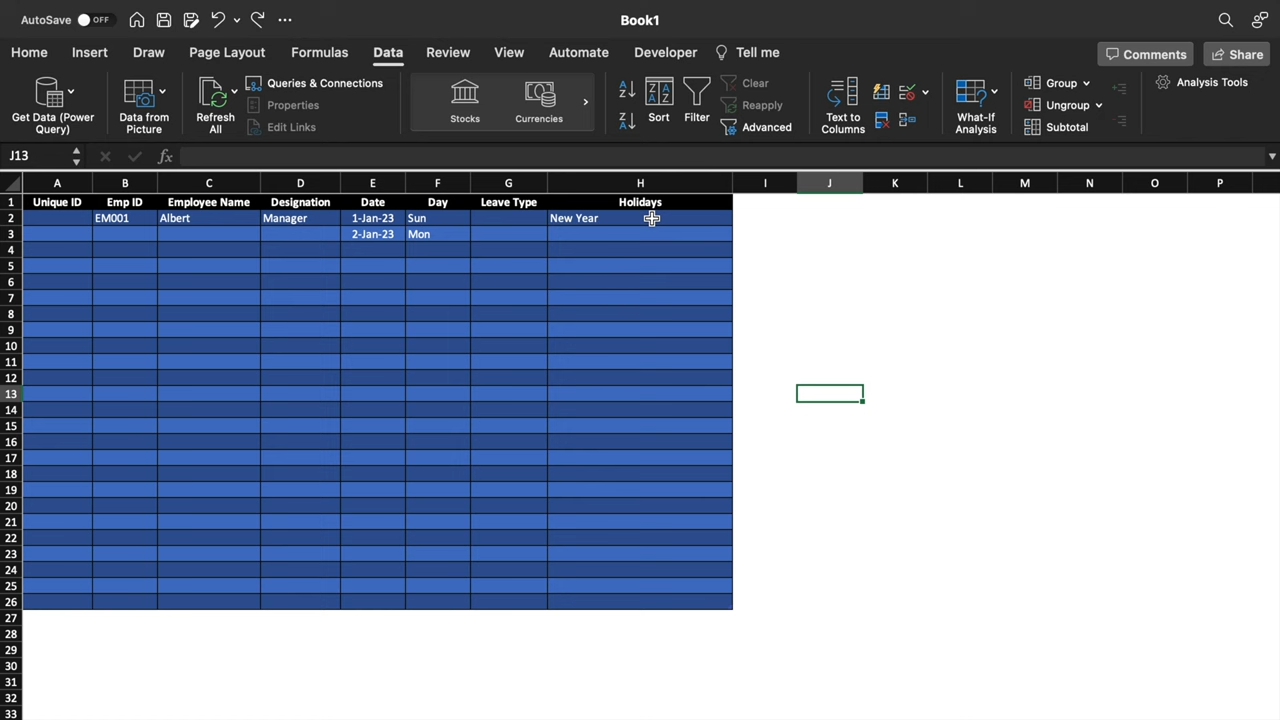 AutoSave OFF Book1
Home Insert Draw Page Layout Formulas Data Review View Automate Developer Tell me Comments Share
Get Data (Power Query)
Data from Picture
Refresh All
Queries & Connections
Properties
Edit Links
Stocks
Currencies
Sort
Filter
Clear
Reapply
Advanced
Text to Columns
What-If Analysis
Group
Ungroup
Subtotal
Analysis Tools
J13 fx
A B C D E F G H I J K L M N O P
1 Unique ID Emp ID Employee Name Designation Date Day Leave Type Holidays
2 EM001 Albert Manager 1-Jan-23 Sun New Year
3 2-Jan-23 Mon
4
5
6
7
8
9
10
11
12
13
14
15
16
17
18
19
20
21
22
23
24
25
26
27
28
29
30
31
32
33